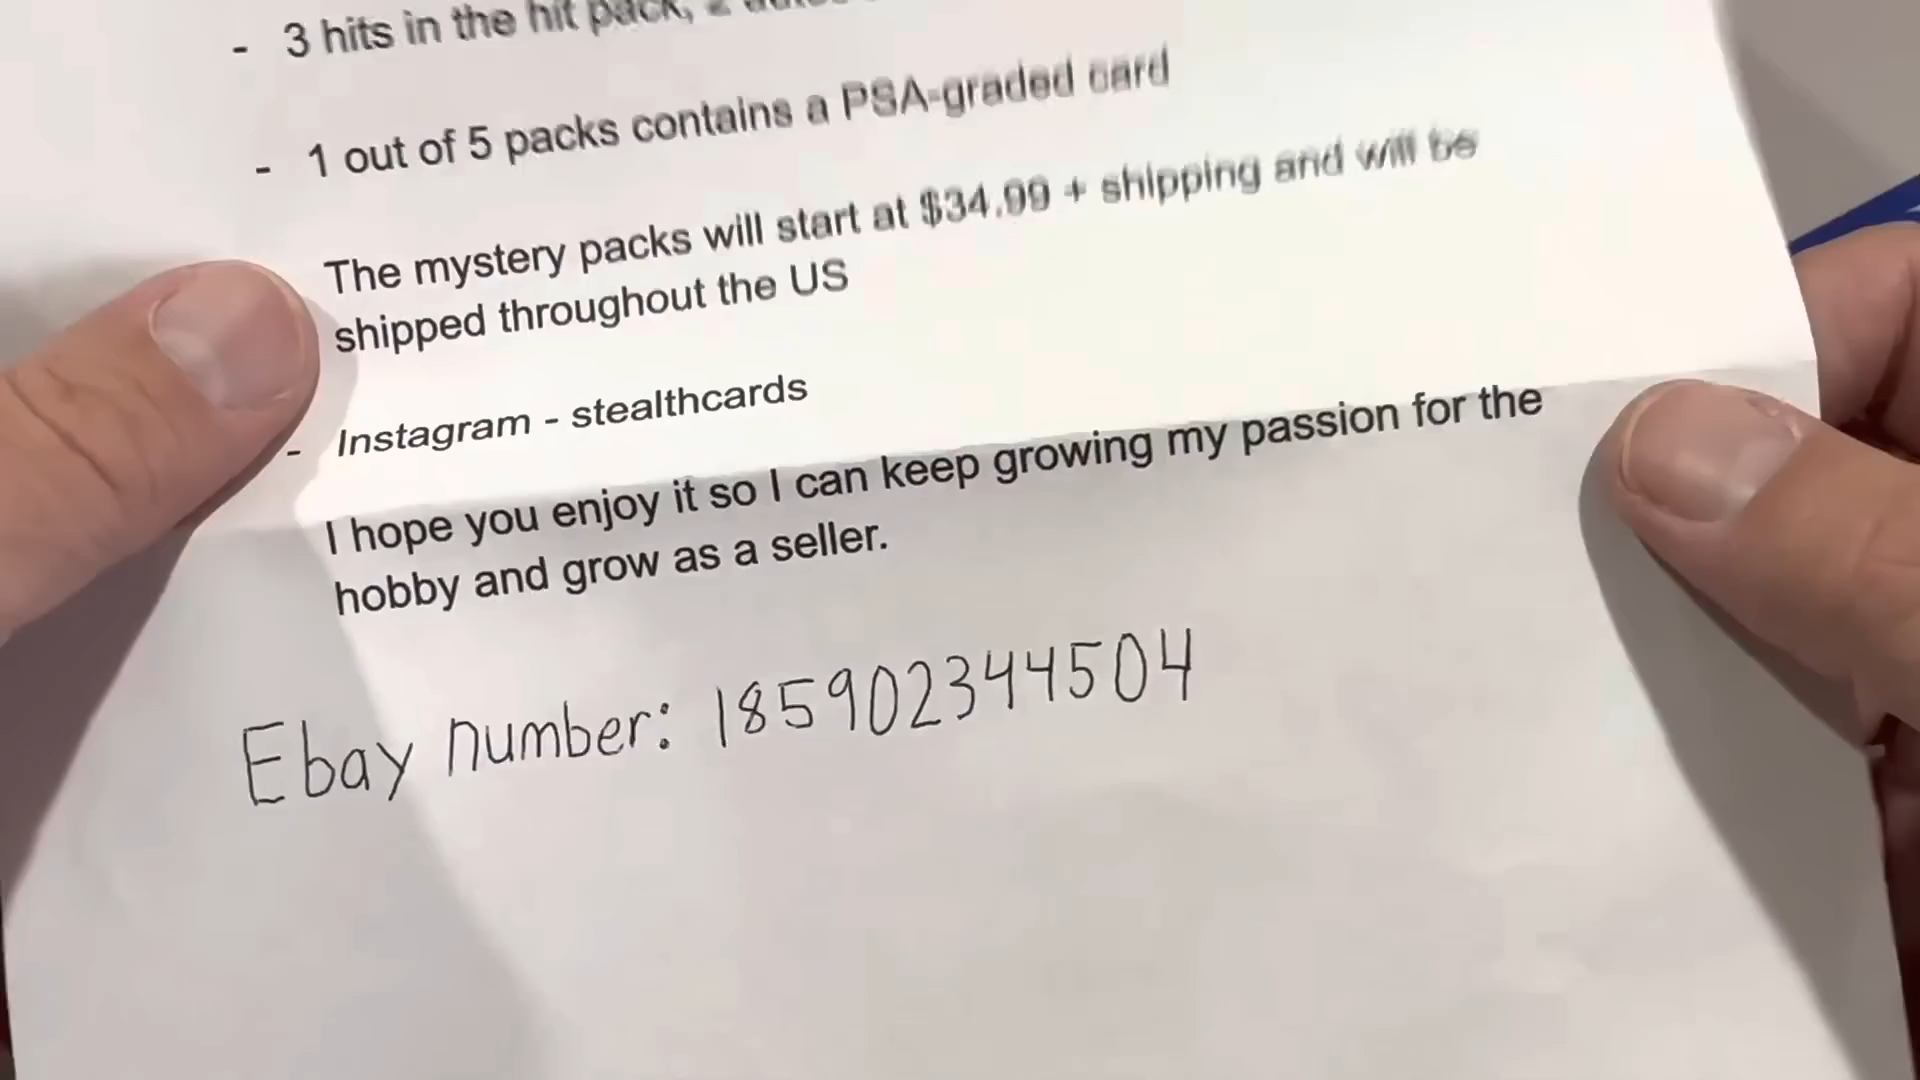 - 3 hits in the hit pack, 2
- 1 out of 5 packs contains a PSA-graded card
The mystery packs will start at $34.99 + shipping and will be
shipped throughout the US
- Instagram - stealthcards
I hope you enjoy it so I can keep growing my passion for the
hobby and grow as a seller.
Ebay number: 185902344504